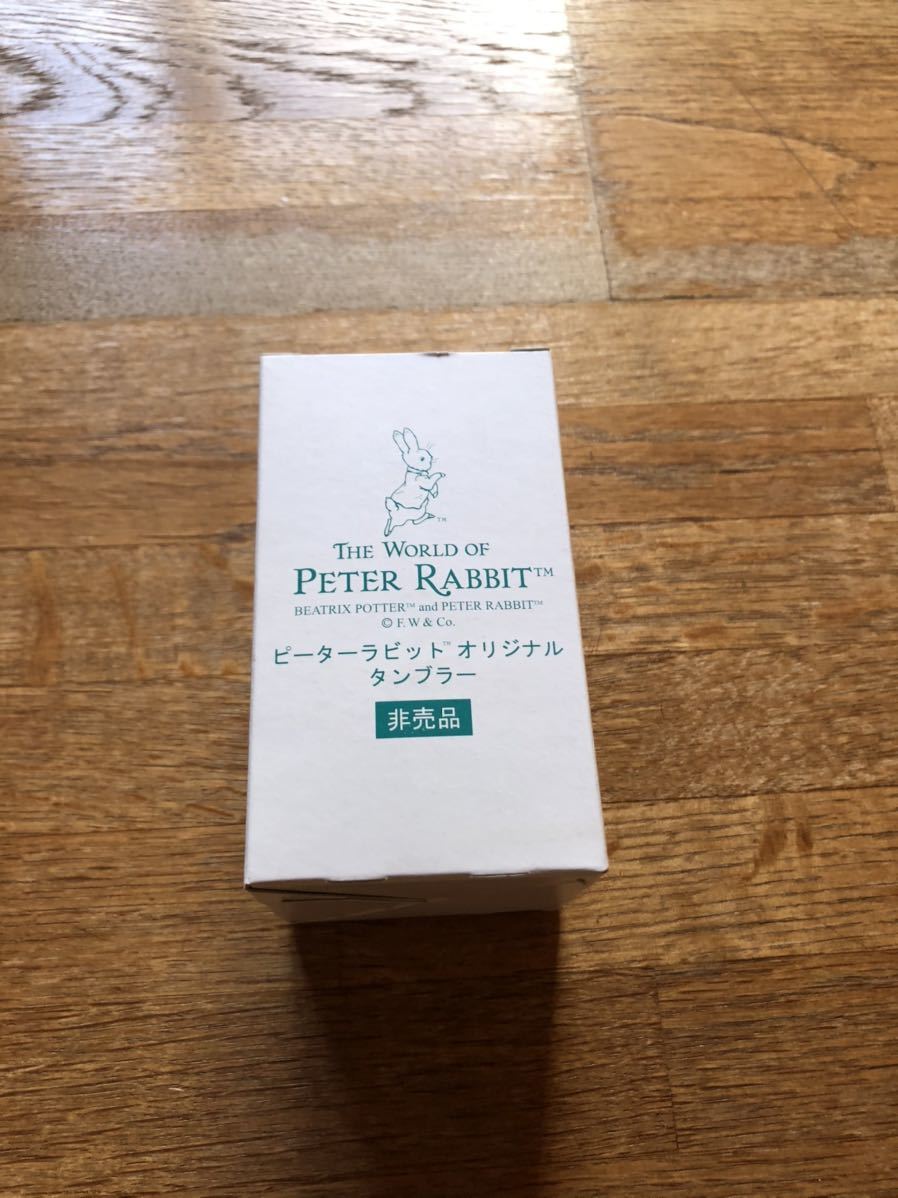 ™
THE WORLD OF
PETER RABBIT™
BEATRIX POTTER™ and PETER RABBIT™
© F.W & Co.
ピーターラビット™ オリジナル
タンブラー
非売品